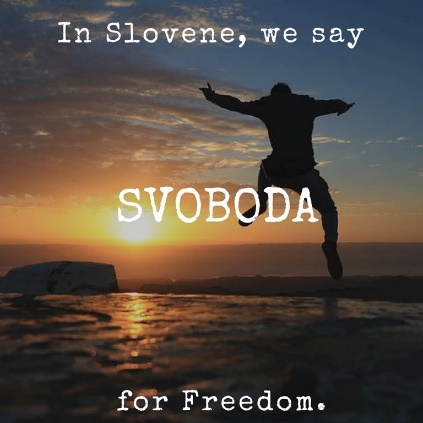 In Slovene, we say
SVOBODA
for Freedom.